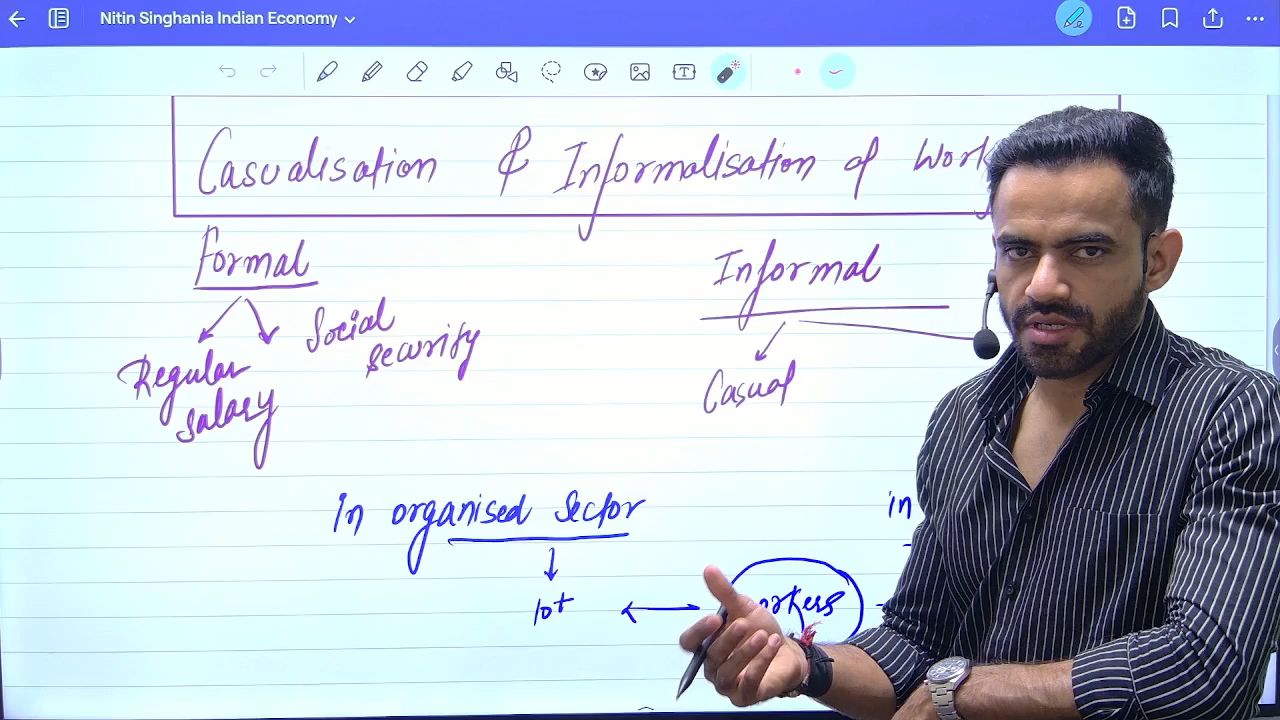 Nitin Singhania Indian Economy
Casualisation & Informalisation of Work
Formal
Informal
Social
security
Regular
salary
Casual
In organised sector
in
10+
workers